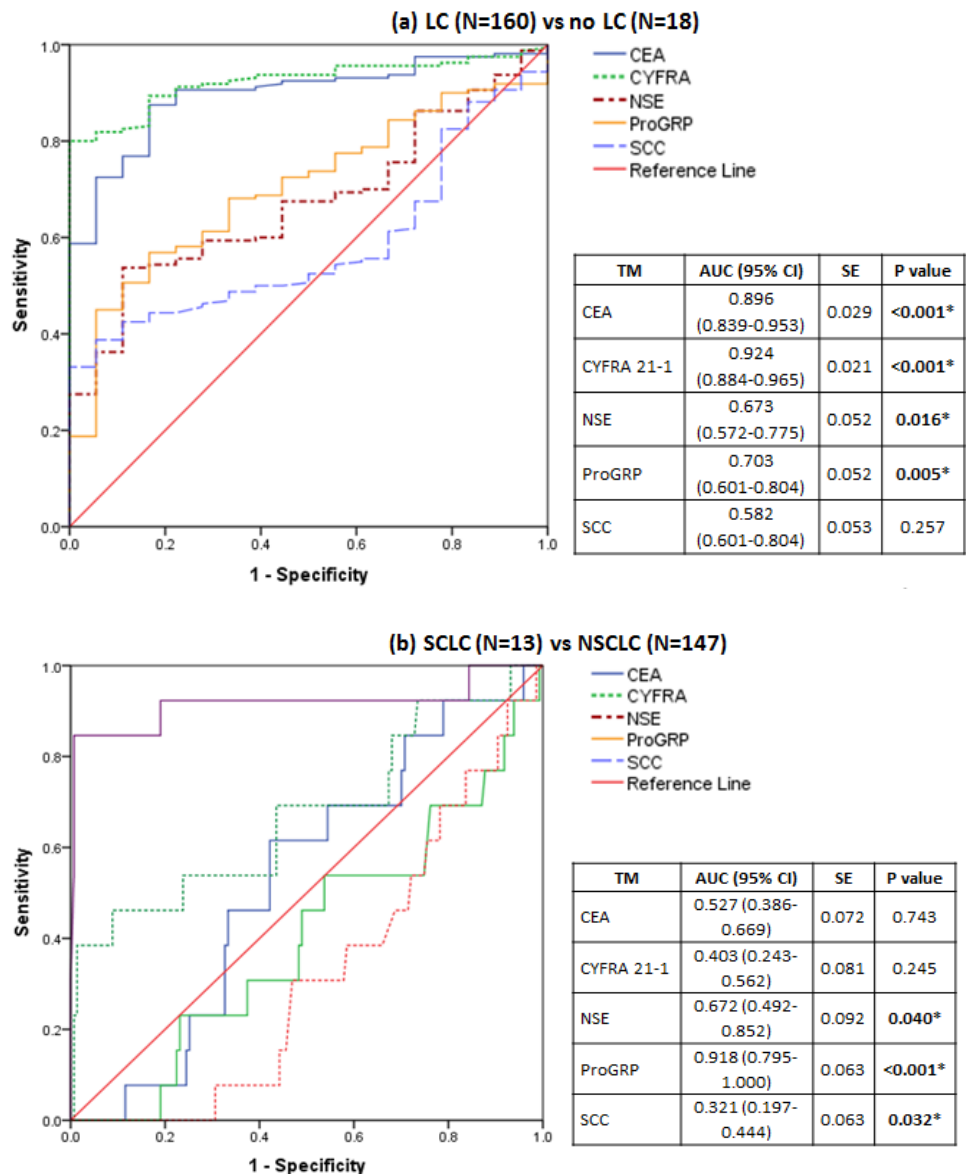 (a) LC (N=160) vs no LC (N=18)
CEA
CYFRA
NSE
ProGRP
SCC
Reference Line
Sensitivity
1.0
0.8
0.6
0.4
0.2
0.0
0.0 0.2 0.4 0.6 0.8 1.0
1 - Specificity
TM AUC (95% CI) SE P value
CEA 0.896 (0.839-0.953) 0.029 <0.001*
CYFRA 21-1 0.924 (0.884-0.965) 0.021 <0.001*
NSE 0.673 (0.572-0.775) 0.052 0.016*
ProGRP 0.703 (0.601-0.804) 0.052 0.005*
SCC 0.582 (0.601-0.804) 0.053 0.257
(b) SCLC (N=13) vs NSCLC (N=147)
CEA
CYFRA
NSE
ProGRP
SCC
Reference Line
Sensitivity
1.0
0.8
0.6
0.4
0.2
0.0
0.0 0.2 0.4 0.6 0.8 1.0
1 - Specificity
TM AUC (95% CI) SE P value
CEA 0.527 (0.386-0.669) 0.072 0.743
CYFRA 21-1 0.403 (0.243-0.562) 0.081 0.245
NSE 0.672 (0.492-0.852) 0.092 0.040*
ProGRP 0.918 (0.795-1.000) 0.063 <0.001*
SCC 0.321 (0.197-0.444) 0.063 0.032*